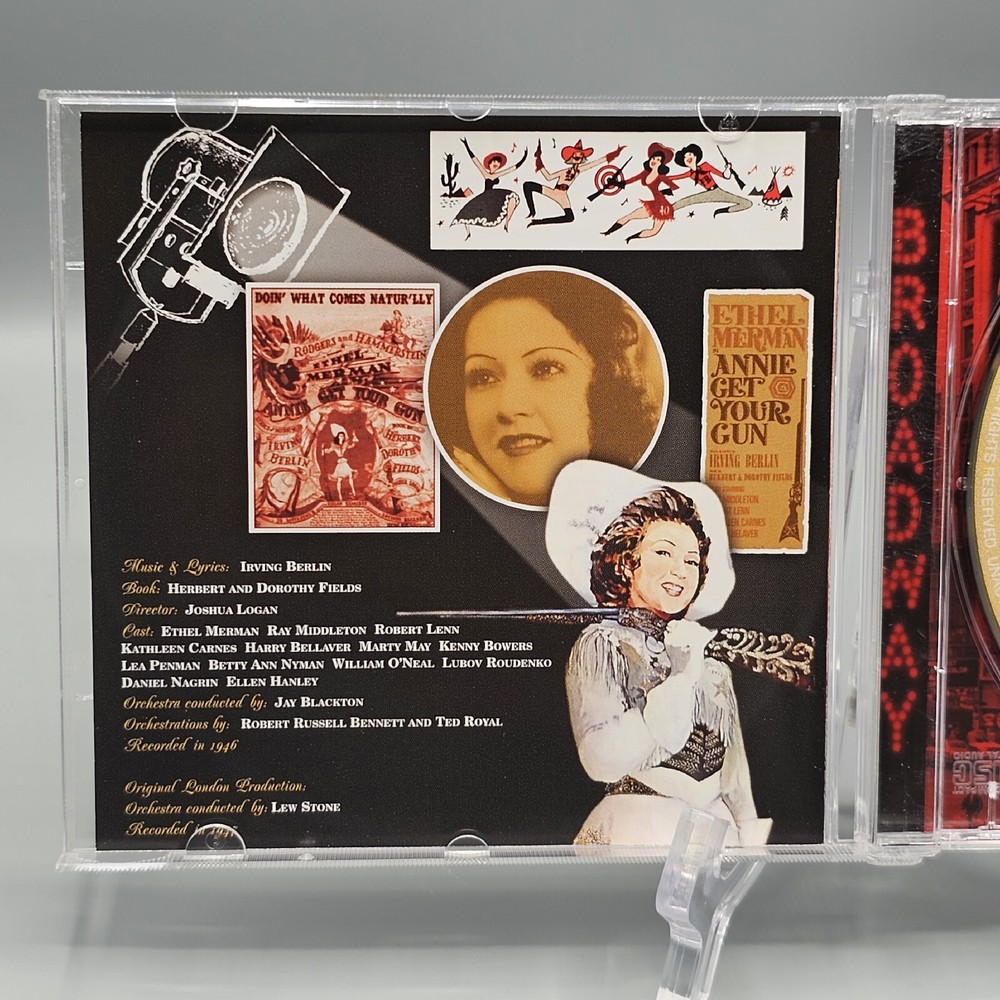 DOIN' WHAT COMES NATUR'LLY
RODGERS and HAMMERSTEIN
ETHEL
MERMAN
ANNIE GET YOUR GUN
IRVING
BERLIN
HERBERT
DOROTHY
FIELDS
ETHEL
MERMAN
IN
ANNIE
GET
YOUR
GUN
IRVING BERLIN
HERBERT & DOROTHY FIELDS
Music & Lyrics: IRVING BERLIN
Book: HERBERT AND DOROTHY FIELDS
Director: JOSHUA LOGAN
Cast: ETHEL MERMAN RAY MIDDLETON ROBERT LENN
KATHLEEN CARNES HARRY BELLAVER MARTY MAY KENNY BOWERS
LEA PENMAN BETTY ANN NYMAN WILLIAM O'NEAL LUBOV ROUDENKO
DANIEL NAGRIN ELLEN HANLEY
Orchestra conducted by: JAY BLACKTON
Orchestrations by: ROBERT RUSSELL BENNETT AND TED ROYAL
Recorded in 1946
Original London Production:
Orchestra conducted by: LEW STONE
Recorded in
BROADWAY
RIGHTS RESERVED